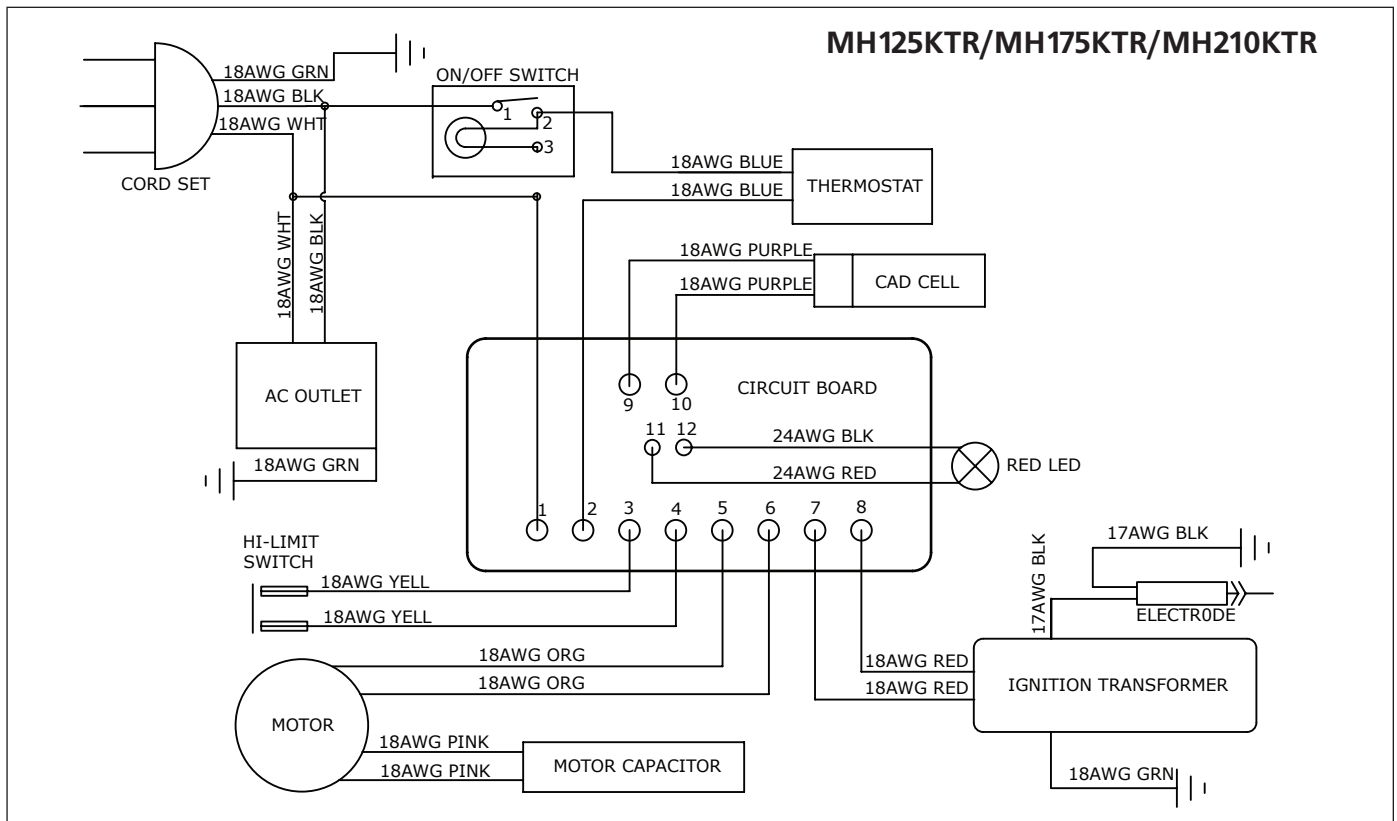 MH125KTR/MH175KTR/MH210KTR
18AWG GRN
18AWG BLK
18AWG WHT
CORD SET
ON/OFF SWITCH
1
2
3
18AWG BLUE
18AWG BLUE
THERMOSTAT
18AWG PURPLE
18AWG PURPLE
CAD CELL
18AWG WHT
18AWG BLK
AC OUTLET
18AWG GRN
CIRCUIT BOARD
9
10
11
12
24AWG BLK
24AWG RED
RED LED
1
2
3
4
5
6
7
8
HI-LIMIT
SWITCH
18AWG YELL
18AWG YELL
17AWG BLK
17AWG BLK
ELECTR0DE
18AWG ORG
18AWG ORG
MOTOR
18AWG RED
18AWG RED
IGNITION TRANSFORMER
18AWG PINK
18AWG PINK
MOTOR CAPACITOR
18AWG GRN